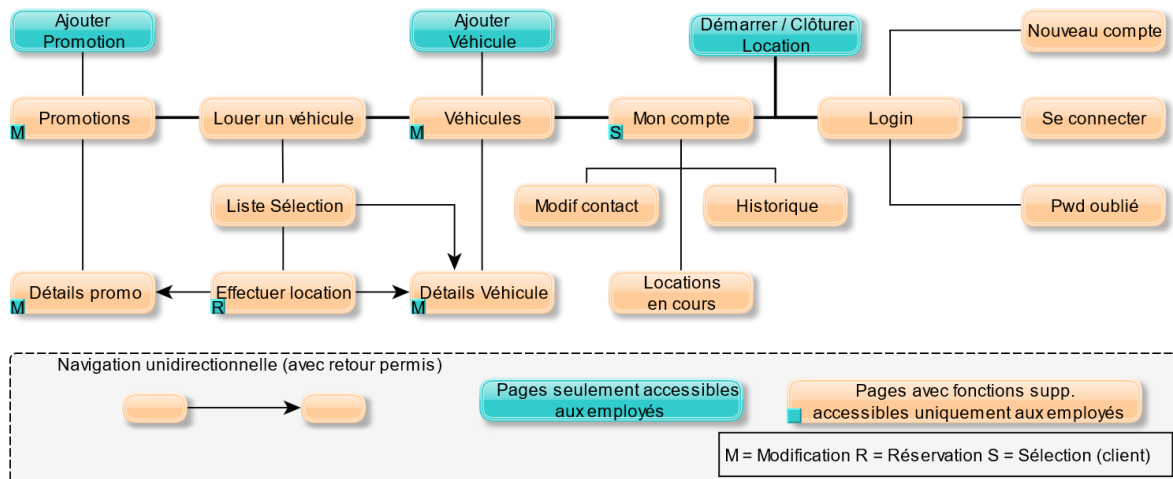 Ajouter
Promotion
Ajouter
Véhicule
Démarrer / Clôturer
Location
Nouveau compte
Promotions
M
Louer un véhicule
Véhicules
M
Mon compte
S
Login
Se connecter
Liste Sélection
Modif contact
Historique
Pwd oublié
Détails promo
M
Effectuer location
R
Détails Véhicule
M
Locations
en cours
Navigation unidirectionnelle (avec retour permis)
Pages seulement accessibles
aux employés
Pages avec fonctions supp.
accessibles uniquement aux employés
M = Modification R = Réservation S = Sélection (client)